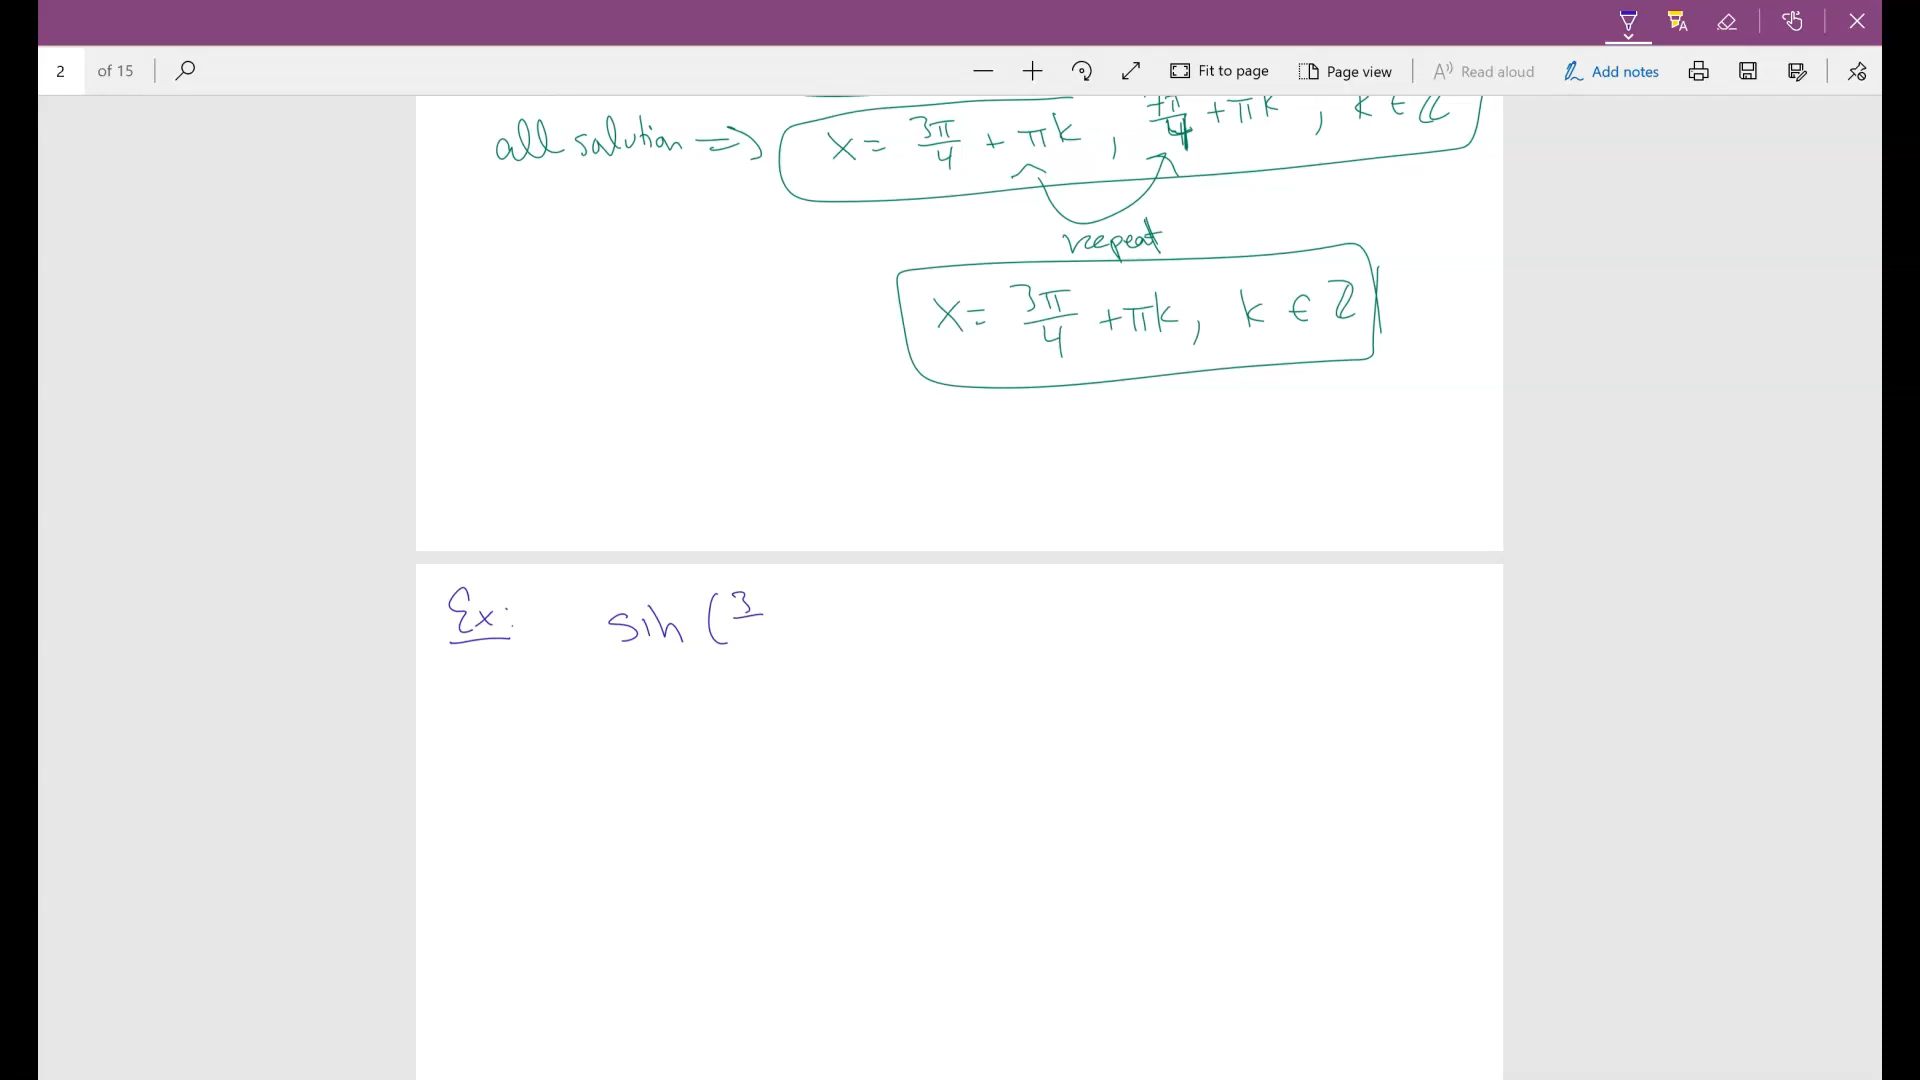 2 of 15 Fit to page Page view Read aloud Add notes
all solution => x = 3π/4 + πk , 7π/4 + πk , k ∈ ℤ
repeat
x = 3π/4 + πk, k ∈ ℤ
Ex: sin (3